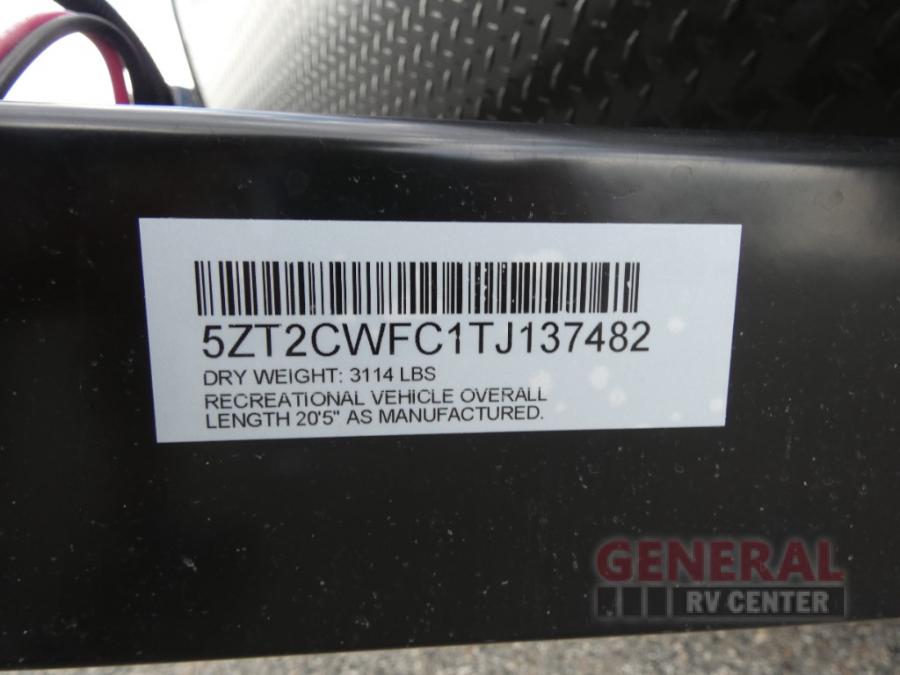 5ZT2CWFC1TJ137482
DRY WEIGHT: 3114 LBS
RECREATIONAL VEHICLE OVERALL
LENGTH 20'5" AS MANUFACTURED.
GENERAL
RV CENTER